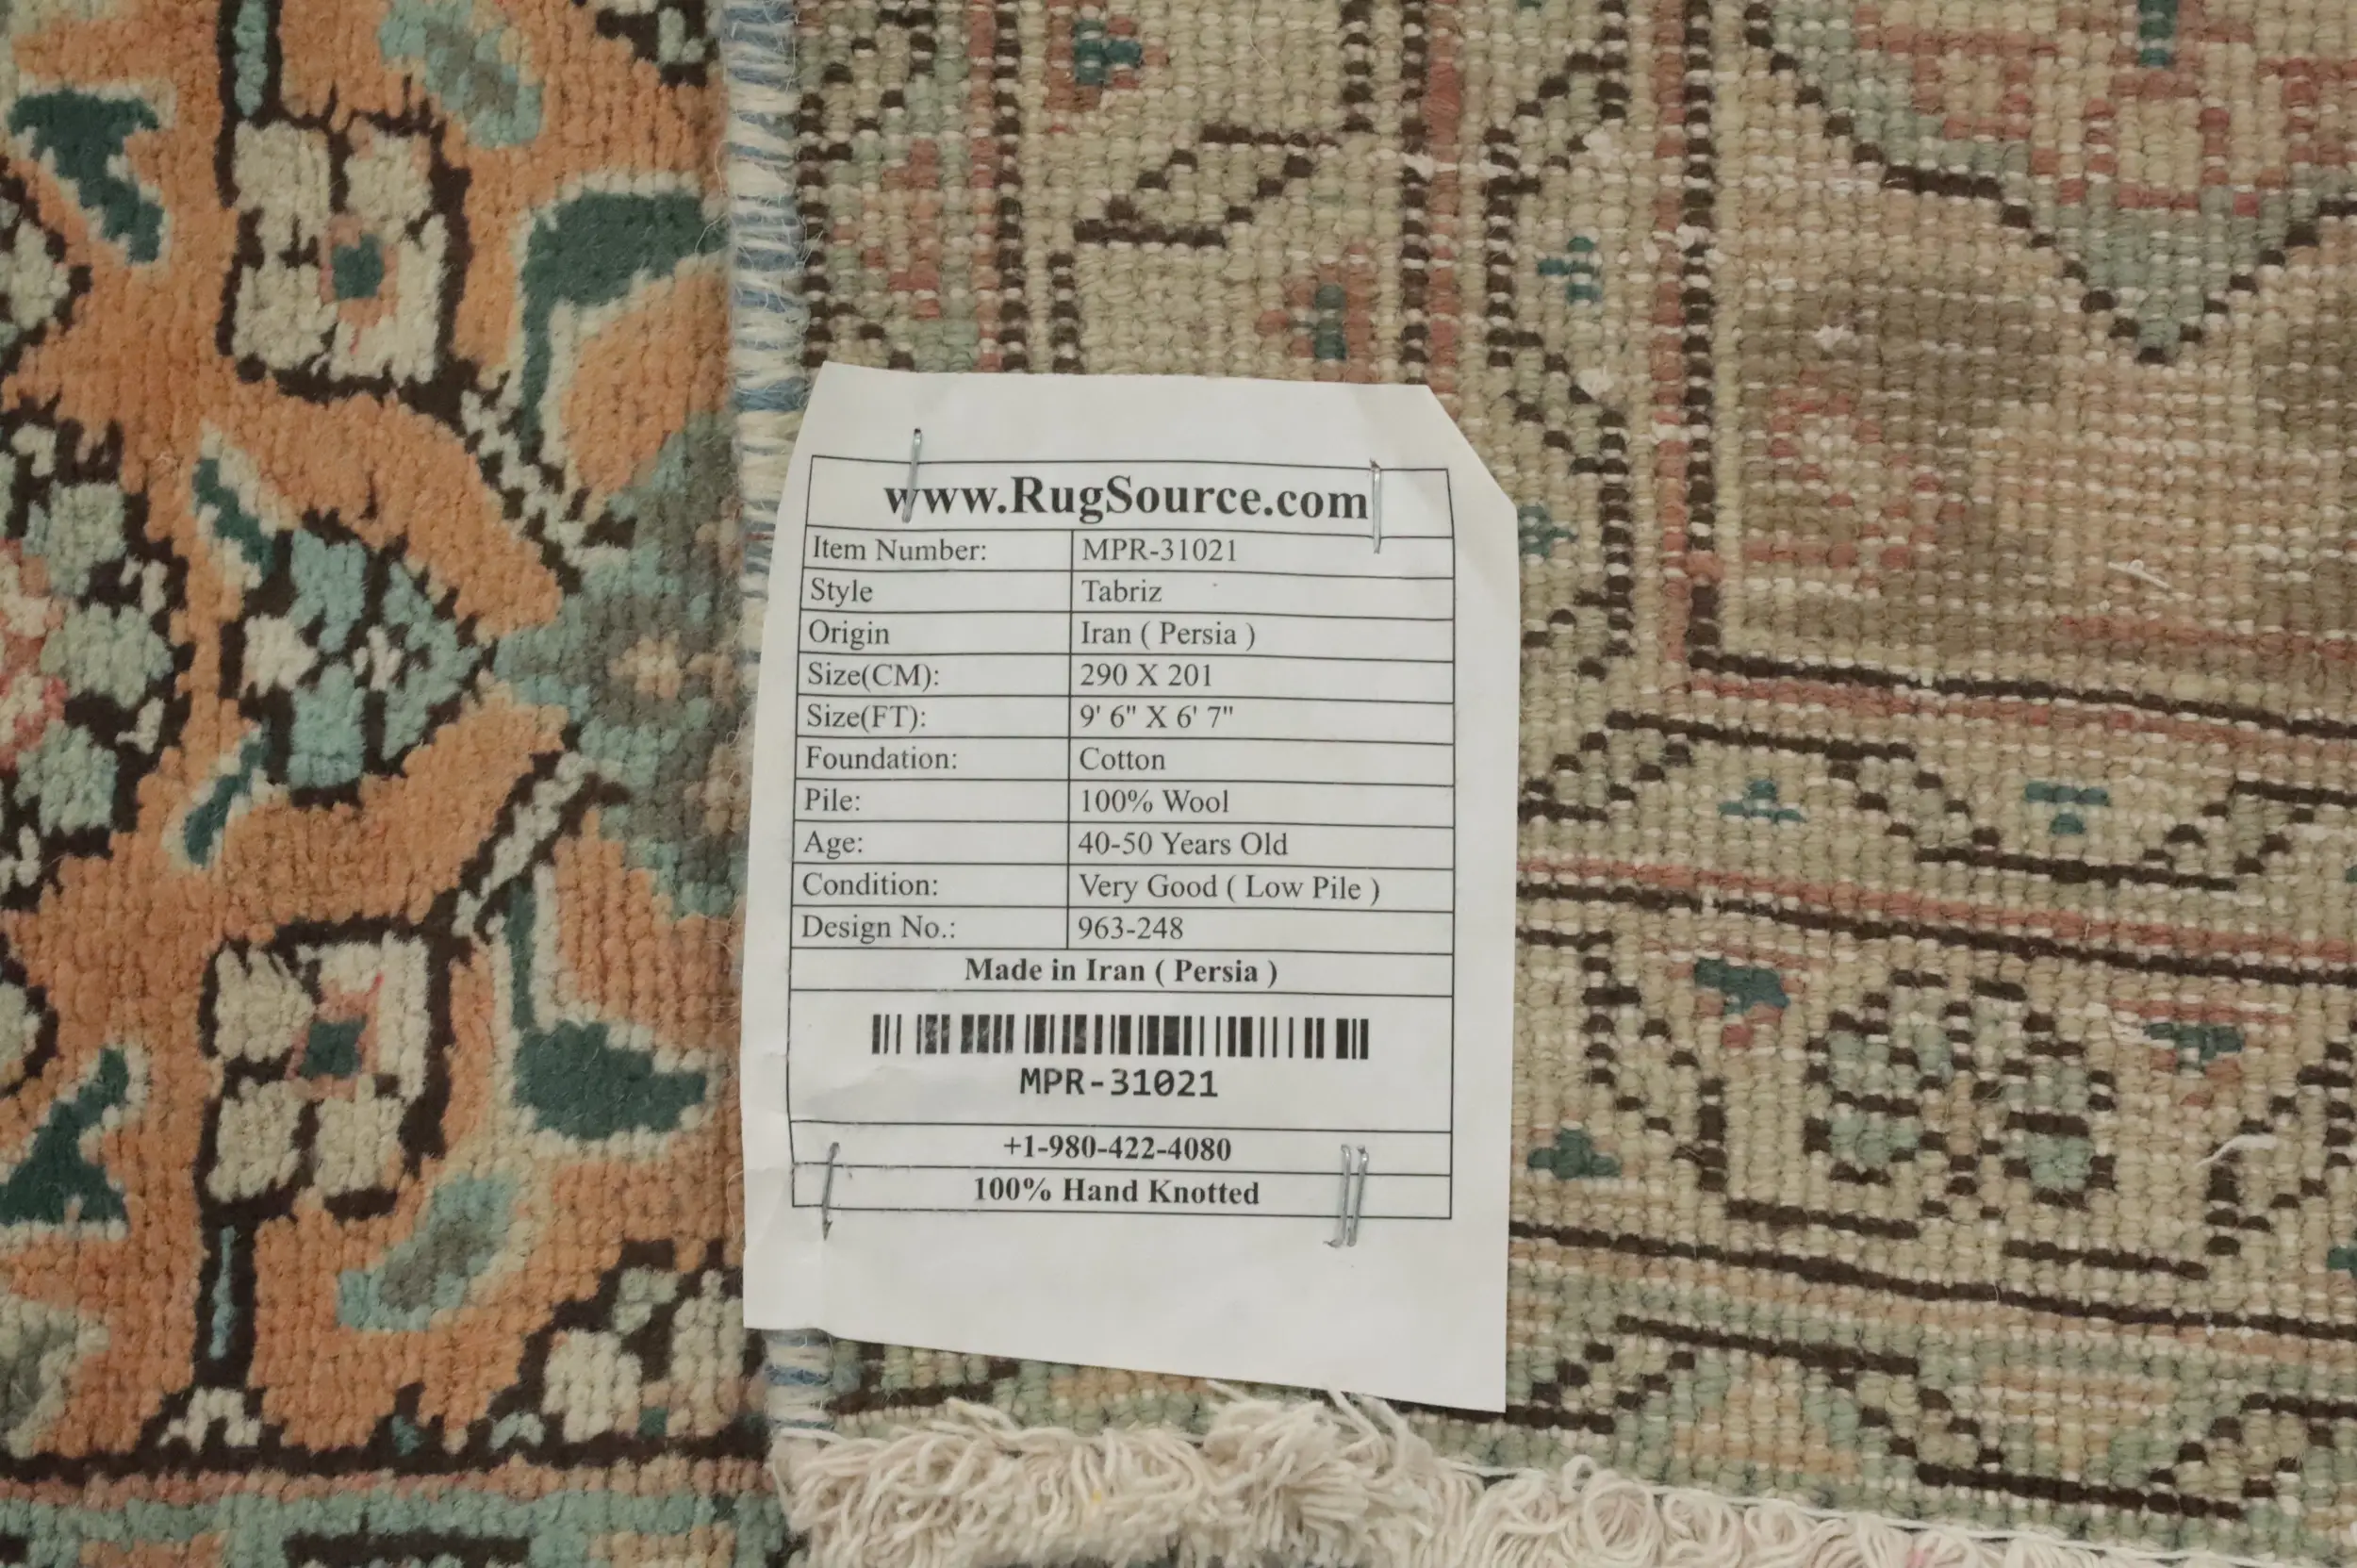 www.RugSource.com
Item Number: MPR-31021
Style Tabriz
Origin Iran ( Persia )
Size(CM): 290 X 201
Size(FT): 9' 6" X 6' 7"
Foundation: Cotton
Pile: 100% Wool
Age: 40-50 Years Old
Condition: Very Good ( Low Pile )
Design No.: 963-248
Made in Iran ( Persia )
MPR-31021
+1-980-422-4080
100% Hand Knotted